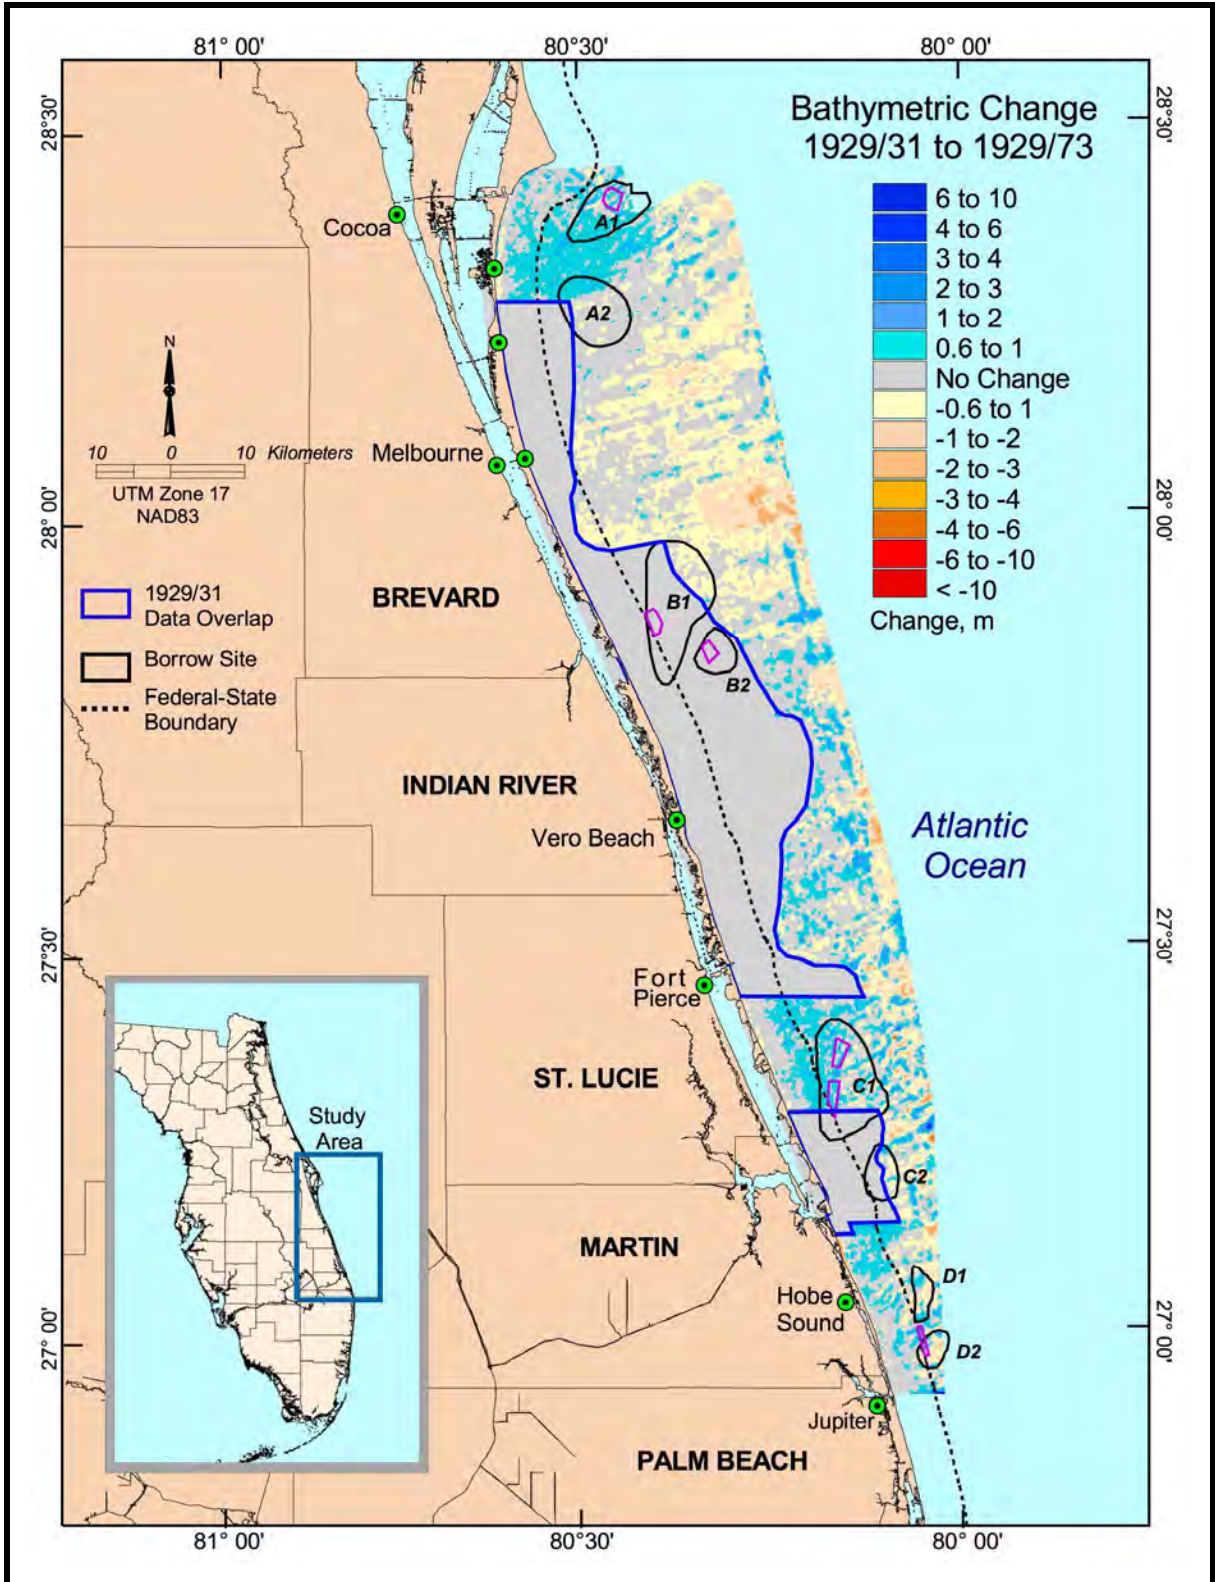 81° 00'
80°30'
80° 00'
28°30'
28°30'
Bathymetric Change
1929/31 to 1929/73
6 to 10
4 to 6
3 to 4
2 to 3
1 to 2
0.6 to 1
No Change
-0.6 to 1
-1 to -2
-2 to -3
-3 to -4
-4 to -6
-6 to -10
< -10
Change, m
Cocoa
A1
A2
N
10 0 10 Kilometers
UTM Zone 17
NAD83
Melbourne
28° 00'
28° 00'
1929/31
Data Overlap
Borrow Site
Federal-State
Boundary
BREVARD
B1
B2
INDIAN RIVER
Vero Beach
Atlantic
Ocean
27°30'
27°30'
Fort
Pierce
ST. LUCIE
C1
C2
Study
Area
MARTIN
D1
Hobe
Sound
D2
27° 00'
27° 00'
Jupiter
PALM BEACH
81° 00'
80°30'
80° 00'